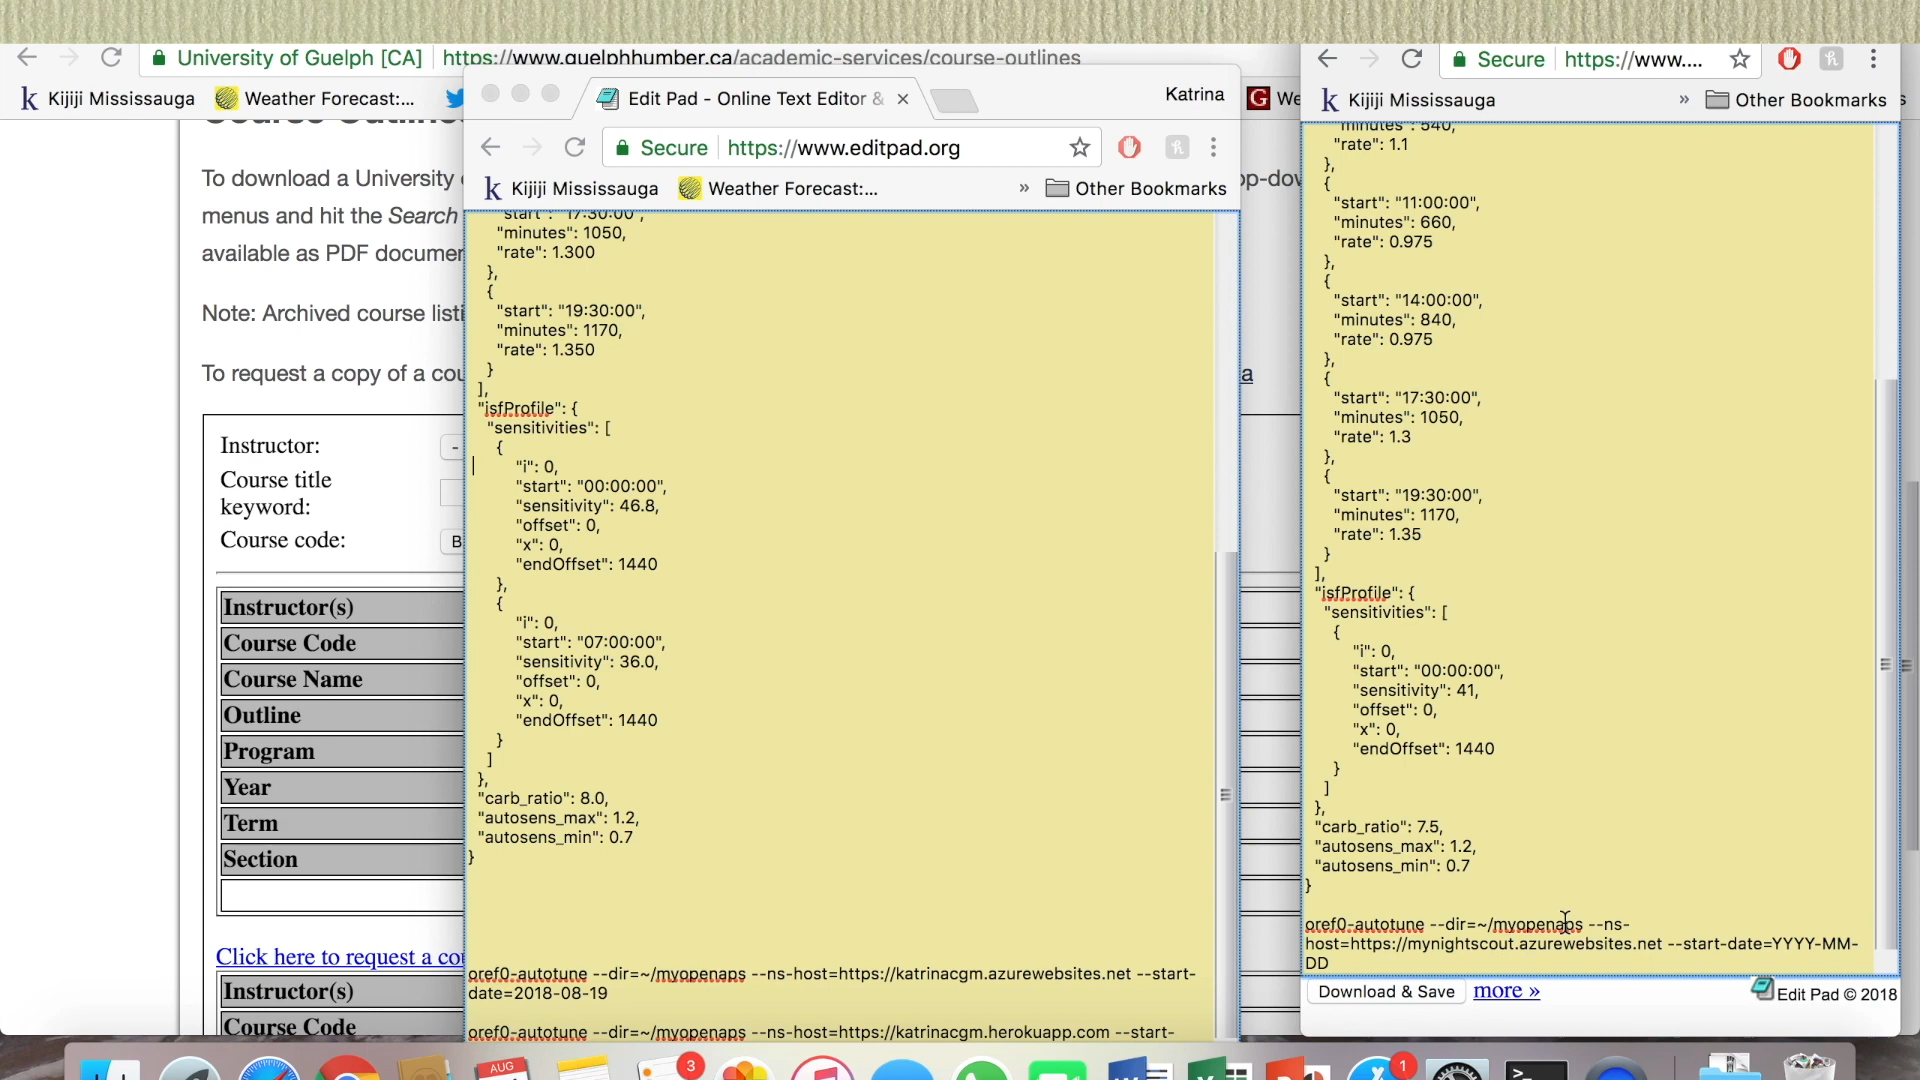 University of Guelph [CA] https://www.guelphhumber.ca/academic-services/course-outlines
Kijiji Mississauga Weather Forecast:...
To download a University
menus and hit the Search
available as PDF
Note: Archived course
To request a copy of a
Instructor:
Course title
keyword:
Course code:
Instructor(s)
Course Code
Course Name
Outline
Program
Year
Term
Section
Click here to request a
Instructor(s)
Course Code
Edit Pad - Online Text Editor &
Katrina
Secure https://www.editpad.org
Kijiji Mississauga Weather Forecast:... » Other Bookmarks
"start": "17:30:00",
"minutes": 1050,
"rate": 1.300
},
{
"start": "19:30:00",
"minutes": 1170,
"rate": 1.350
}
],
"isfProfile": {
"sensitivities": [
{
"i": 0,
"start": "00:00:00",
"sensitivity": 46.8,
"offset": 0,
"x": 0,
"endOffset": 1440
},
{
"i": 0,
"start": "07:00:00",
"sensitivity": 36.0,
"offset": 0,
"x": 0,
"endOffset": 1440
}
]
},
"carb_ratio": 8.0,
"autosens_max": 1.2,
"autosens_min": 0.7
}
oref0-autotune --dir=~/myopenaps --ns-host=https://katrinacgm.azurewebsites.net --start-
date=2018-08-19
oref0-autotune --dir=~/myopenaps --ns-host=https://katrinacgm.herokuapp.com --start-
Secure https://www....
Kijiji Mississauga » Other Bookmarks
"minutes": 540,
"rate": 1.1
},
{
"start": "11:00:00",
"minutes": 660,
"rate": 0.975
},
{
"start": "14:00:00",
"minutes": 840,
"rate": 0.975
},
{
"start": "17:30:00",
"minutes": 1050,
"rate": 1.3
},
{
"start": "19:30:00",
"minutes": 1170,
"rate": 1.35
}
],
"isfProfile": {
"sensitivities": [
{
"i": 0,
"start": "00:00:00",
"sensitivity": 41,
"offset": 0,
"x": 0,
"endOffset": 1440
}
]
},
"carb_ratio": 7.5,
"autosens_max": 1.2,
"autosens_min": 0.7
}
oref0-autotune --dir=~/myopenaps --ns-
host=https://mynightscout.azurewebsites.net --start-date=YYYY-MM-
DD
Download & Save more » Edit Pad © 2018
AUG
3
1